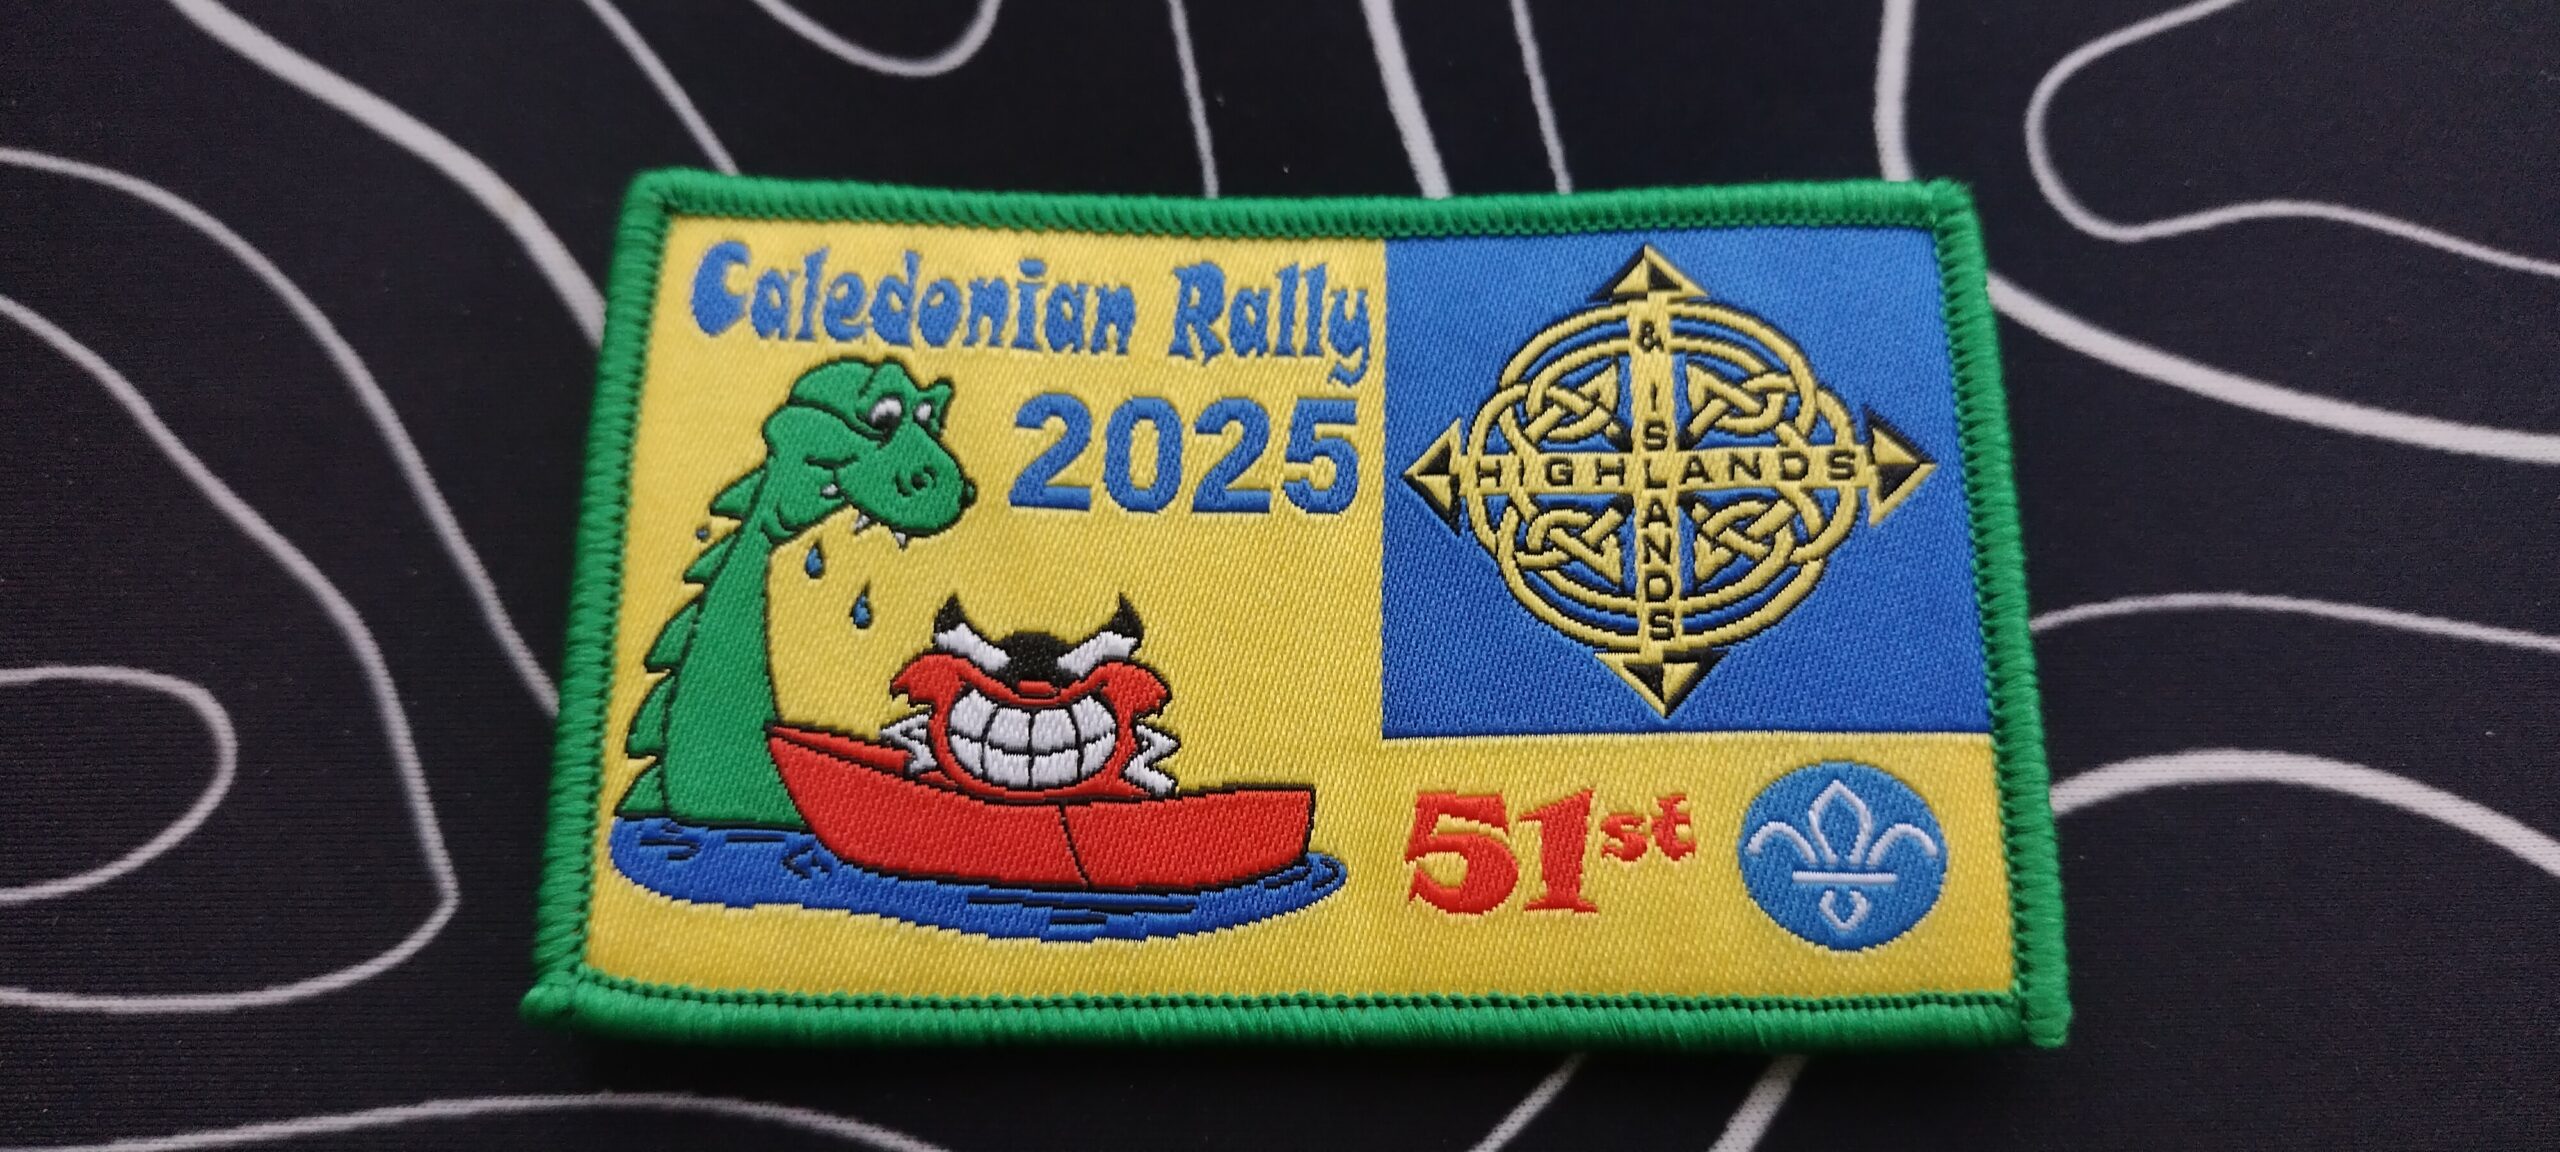 Caledonian Rally
2025
& ISLANDS
HIGHLANDS
51st